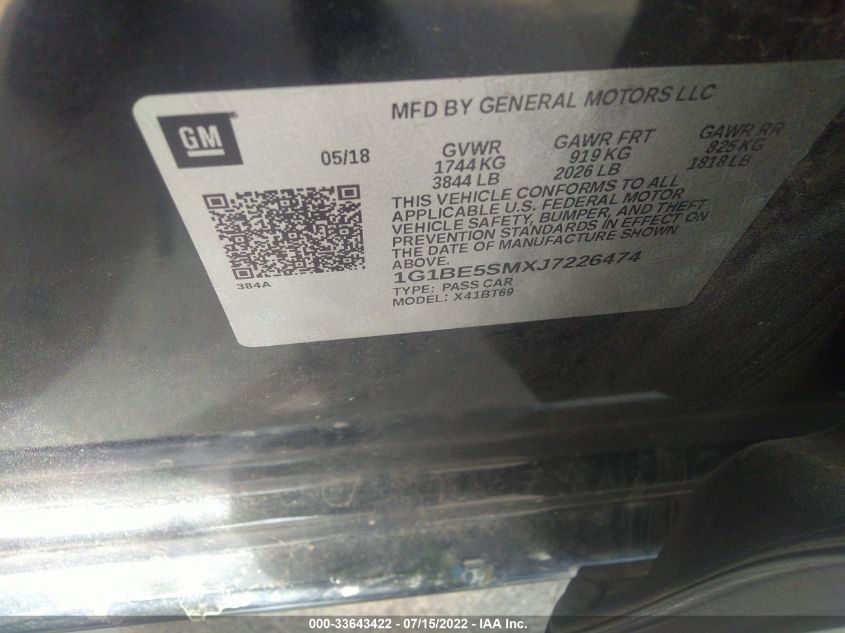 MFD BY GENERAL MOTORS LLC
GM
05/18
GVWR GAWR FRT GAWR RR
1744 KG 919 KG 825 KG
3844 LB 2026 LB 1818 LB
THIS VEHICLE CONFORMS TO ALL
APPLICABLE U.S. FEDERAL MOTOR
VEHICLE SAFETY, BUMPER, AND THEFT
PREVENTION STANDARDS IN EFFECT ON
THE DATE OF MANUFACTURE SHOWN
ABOVE.
1G1BE5SMXJ7226474
TYPE: PASS CAR
MODEL: X41BT69
384A
000-33643422 - 07/15/2022 - © IAA Inc.